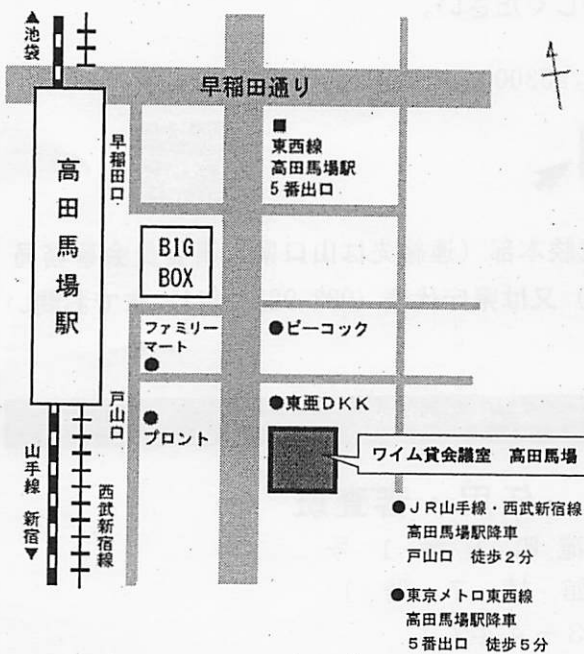 ▲池袋
早稲田通り
早稲田口
■
東西線
高田馬場駅
5番出口
高田馬場駅
BIG
BOX
ファミリー
マート
●
●ピーコック
戸山口
●
プロント
●東亜DKK
ワイム貸会議室 高田馬場
山手線 新宿▼
西武新宿線
●JR山手線・西武新宿線
高田馬場駅降車
戸山口 徒歩2分
●東京メトロ東西線
高田馬場駅降車
5番出口 徒歩5分